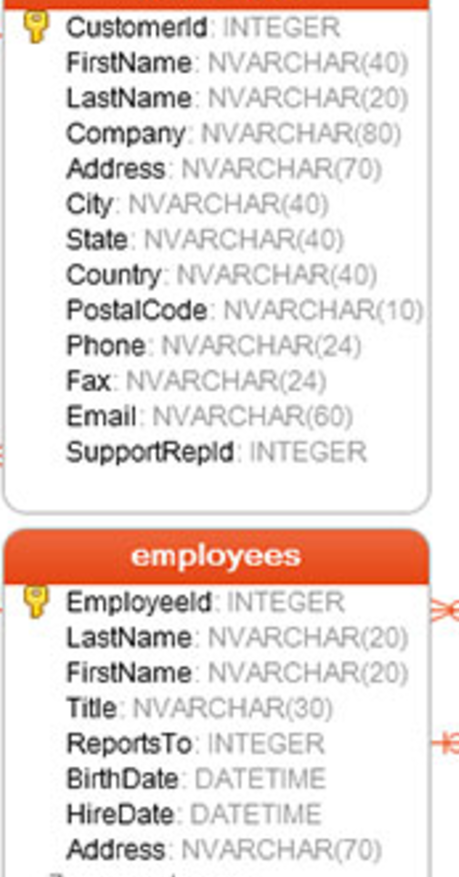 CustomerId: INTEGER
FirstName: NVARCHAR(40)
LastName: NVARCHAR(20)
Company: NVARCHAR(80)
Address: NVARCHAR(70)
City: NVARCHAR(40)
State: NVARCHAR(40)
Country: NVARCHAR(40)
PostalCode: NVARCHAR(10)
Phone: NVARCHAR(24)
Fax: NVARCHAR(24)
Email: NVARCHAR(60)
SupportRepId: INTEGER
employees
EmployeeId: INTEGER
LastName: NVARCHAR(20)
FirstName: NVARCHAR(20)
Title: NVARCHAR(30)
ReportsTo: INTEGER
BirthDate: DATETIME
HireDate: DATETIME
Address: NVARCHAR(70)